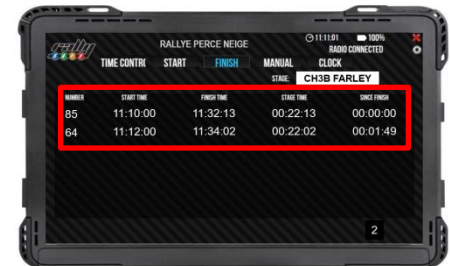 11:11:01 100%
RALLYE PERCE NEIGE
RADIO CONNECTED
rally
TIME CONTR START FINISH MANUAL CLOCK
STAGE: CH3B FARLEY
NUMBER START TIME FINISH TIME STAGE TIME SINCE FINISH
85 11:10:00 11:32:13 00:22:13 00:00:00
64 11:12:00 11:34:02 00:22:02 00:01:49
2